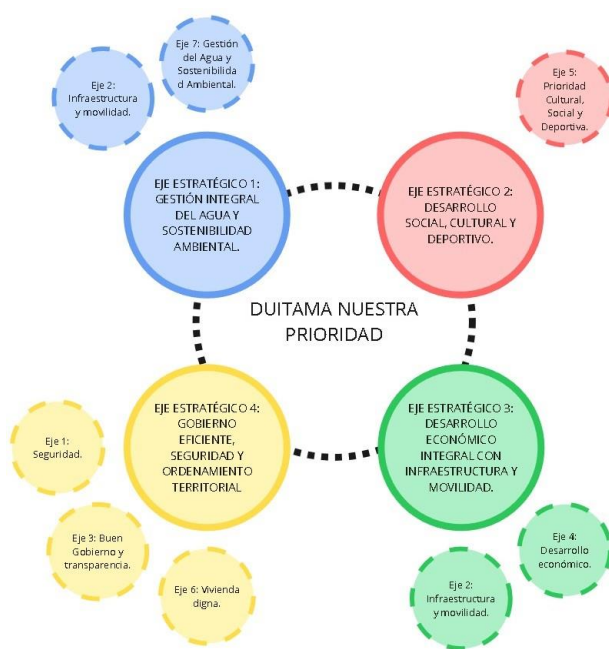 Eje 7: Gestión
del Agua y
Sostenibilida
d Ambiental.
Eje 2:
Infraestructura
y movilidad.
Eje 5:
Prioridad
Cultural,
Social y
Deportiva.
EJE ESTRATÉGICO 1:
GESTIÓN INTEGRAL
DEL AGUA Y
SOSTENIBILIDAD
AMBIENTAL.
EJE ESTRATÉGICO 2:
DESARROLLO
SOCIAL, CULTURAL Y
DEPORTIVO.
DUITAMA NUESTRA
PRIORIDAD
EJE ESTRATÉGICO 4:
GOBIERNO
EFICIENTE,
SEGURIDAD Y
ORDENAMIENTO
TERRITORIAL
EJE ESTRATÉGICO 3:
DESARROLLO
ECONÓMICO
INTEGRAL CON
INFRAESTRUCTURA Y
MOVILIDAD.
Eje 1:
Seguridad.
Eje 3: Buen
Gobierno y
transparencia.
Eje 6: Vivienda
digna.
Eje 4:
Desarrollo
económico.
Eje 2:
Infraestructura
y movilidad.